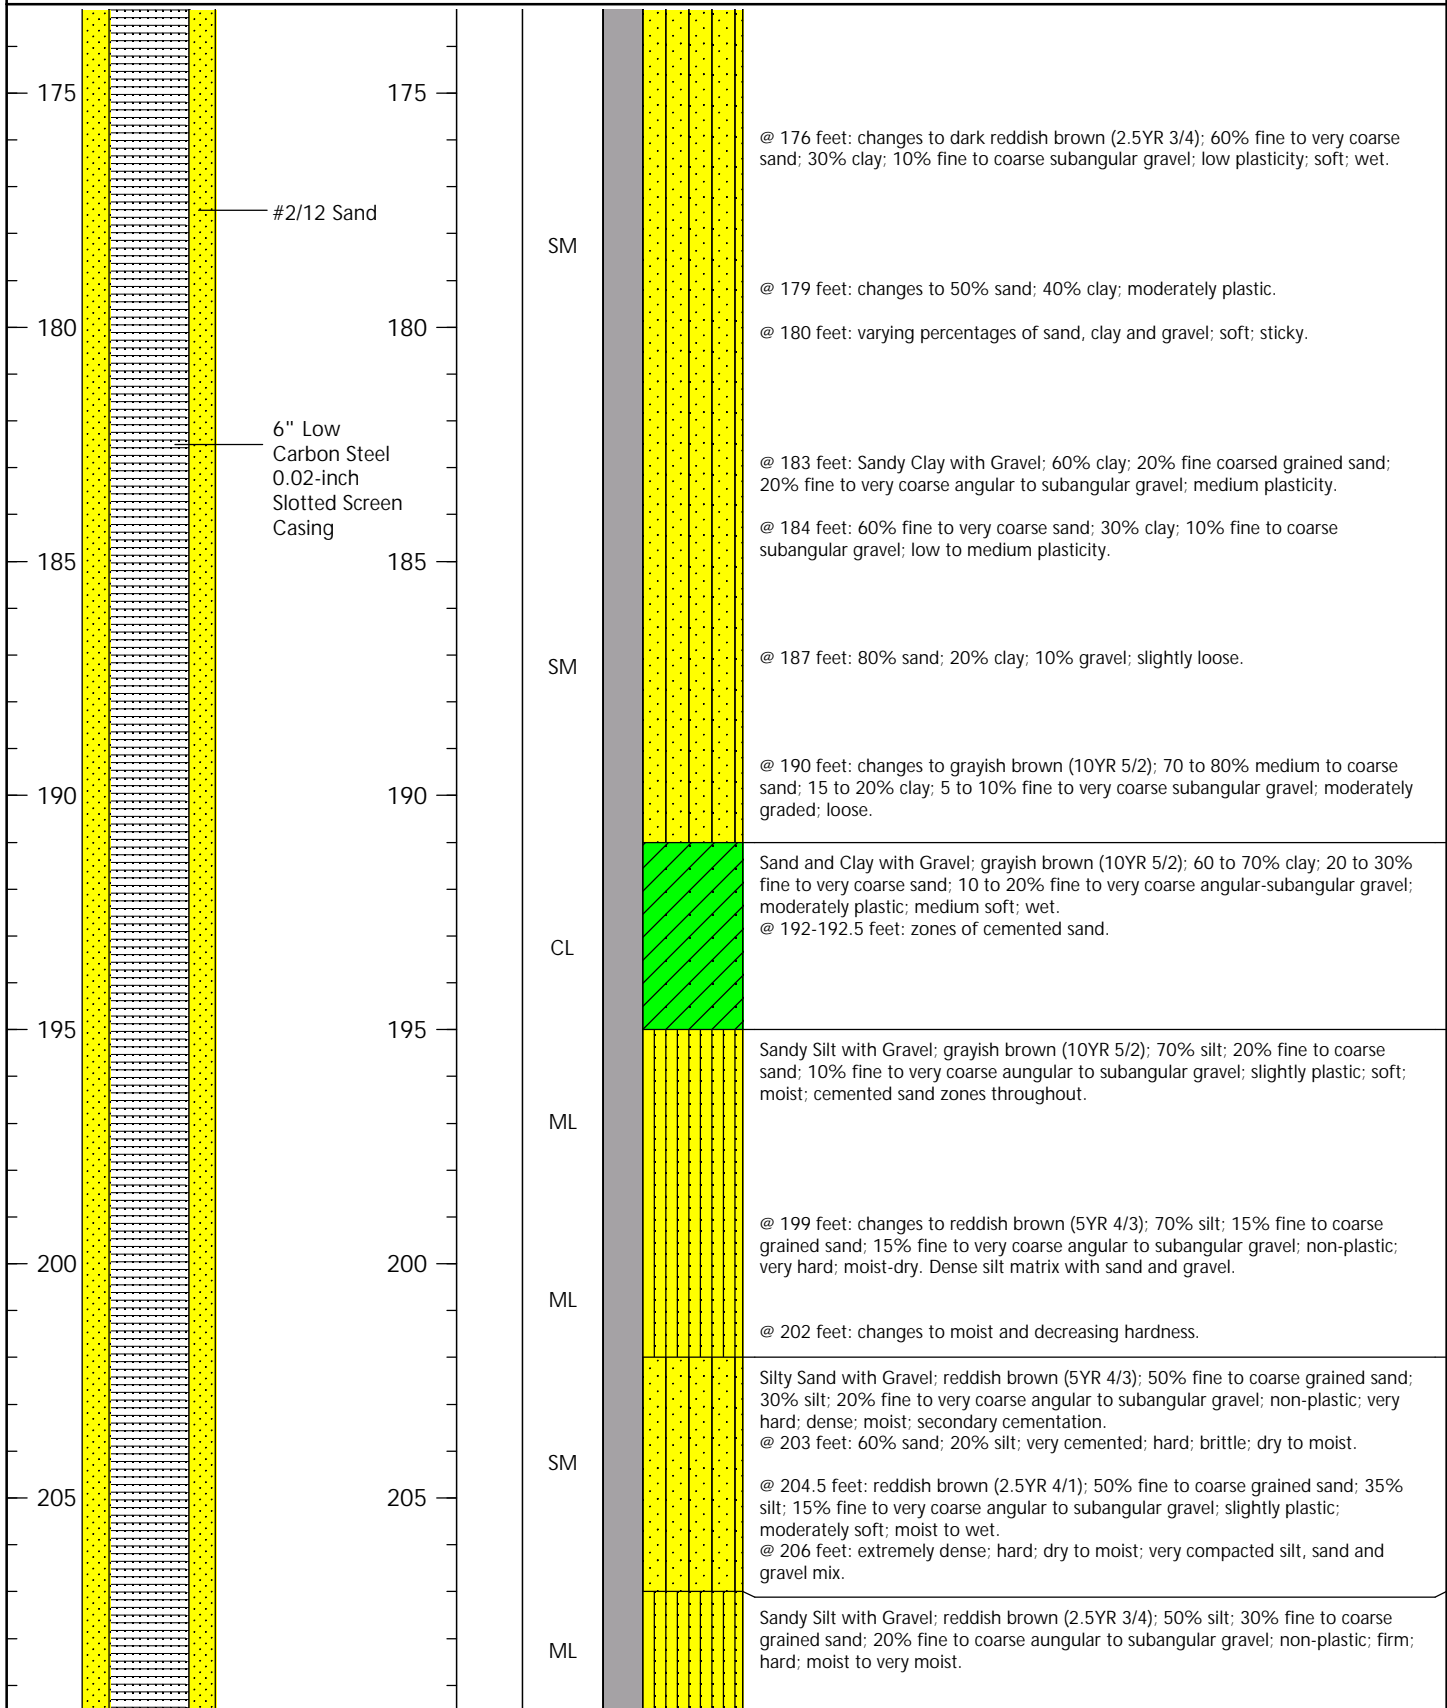 175
175
@ 176 feet: changes to dark reddish brown (2.5YR 3/4); 60% fine to very coarse
sand; 30% clay; 10% fine to coarse subangular gravel; low plasticity; soft; wet.
#2/12 Sand
SM
@ 179 feet: changes to 50% sand; 40% clay; moderately plastic.
180
180
@ 180 feet: varying percentages of sand, clay and gravel; soft; sticky.
6" Low
Carbon Steel
0.02-inch
Slotted Screen
Casing
@ 183 feet: Sandy Clay with Gravel; 60% clay; 20% fine coarsed grained sand;
20% fine to very coarse angular to subangular gravel; medium plasticity.
@ 184 feet: 60% fine to very coarse sand; 30% clay; 10% fine to coarse
subangular gravel; low to medium plasticity.
185
185
@ 187 feet: 80% sand; 20% clay; 10% gravel; slightly loose.
SM
@ 190 feet: changes to grayish brown (10YR 5/2); 70 to 80% medium to coarse
sand; 15 to 20% clay; 5 to 10% fine to very coarse subangular gravel; moderately
graded; loose.
190
190
Sand and Clay with Gravel; grayish brown (10YR 5/2); 60 to 70% clay; 20 to 30%
fine to very coarse sand; 10 to 20% fine to very coarse angular-subangular gravel;
moderately plastic; medium soft; wet.
@ 192-192.5 feet: zones of cemented sand.
CL
195
195
Sandy Silt with Gravel; grayish brown (10YR 5/2); 70% silt; 20% fine to coarse
sand; 10% fine to very coarse aungular to subangular gravel; slightly plastic; soft;
moist; cemented sand zones throughout.
ML
@ 199 feet: changes to reddish brown (5YR 4/3); 70% silt; 15% fine to coarse
grained sand; 15% fine to very coarse angular to subangular gravel; non-plastic;
very hard; moist-dry. Dense silt matrix with sand and gravel.
200
200
ML
@ 202 feet: changes to moist and decreasing hardness.
Silty Sand with Gravel; reddish brown (5YR 4/3); 50% fine to coarse grained sand;
30% silt; 20% fine to very coarse angular to subangular gravel; non-plastic; very
hard; dense; moist; secondary cementation.
@ 203 feet: 60% sand; 20% silt; very cemented; hard; brittle; dry to moist.
SM
@ 204.5 feet: reddish brown (2.5YR 4/1); 50% fine to coarse grained sand; 35%
silt; 15% fine to very coarse angular to subangular gravel; slightly plastic;
moderately soft; moist to wet.
205
205
@ 206 feet: extremely dense; hard; dry to moist; very compacted silt, sand and
gravel mix.
Sandy Silt with Gravel; reddish brown (2.5YR 3/4); 50% silt; 30% fine to coarse
grained sand; 20% fine to coarse aungular to subangular gravel; non-plastic; firm;
hard; moist to very moist.
ML